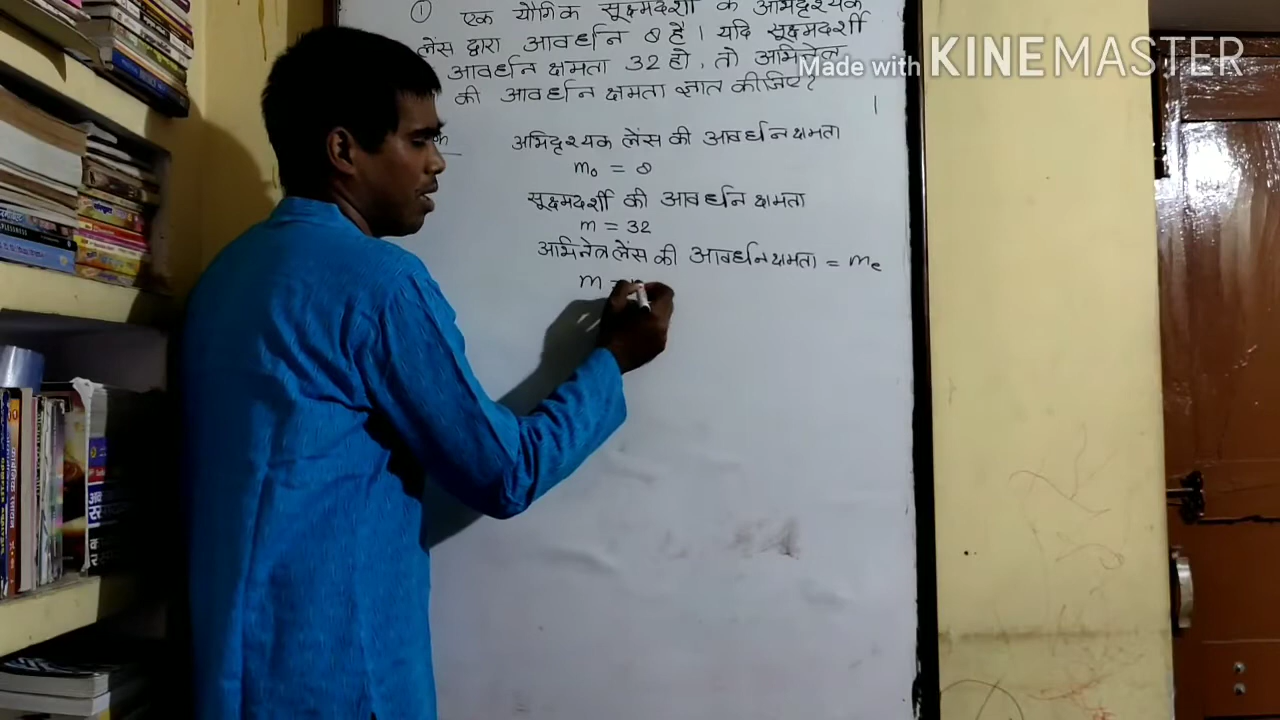 ① एक यौगिक सूक्ष्मदर्शी के अभिदृश्यक
लेंस द्वारा आवर्धन 8 है। यदि सूक्ष्मदर्शी
आवर्धन क्षमता 32 हो, तो अभिनेत्र
की आवर्धन क्षमता ज्ञात कीजिए?
Made with KINEMASTER
अभिदृश्यक लेंस की आवर्धन क्षमता
m₀ = 8
सूक्ष्मदर्शी की आवर्धन क्षमता
m = 32
अभिनेत्र लेंस की आवर्धन क्षमता = mₑ
m =